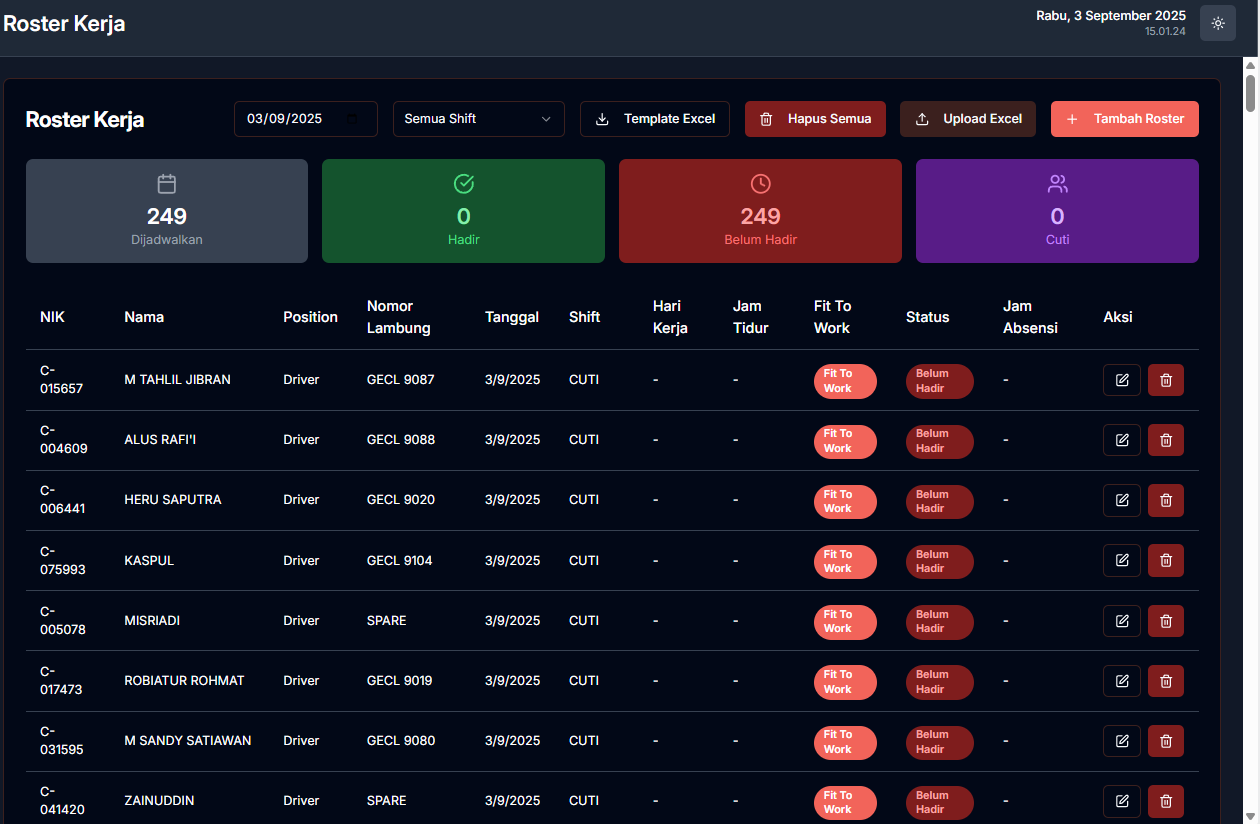 Roster Kerja
Rabu, 3 September 2025
15.01.24
Roster Kerja
03/09/2025
Semua Shift
Template Excel
Hapus Semua
Upload Excel
Tambah Roster
249
Dijadwalkan
0
Hadir
249
Belum Hadir
0
Cuti
NIK Nama Position Nomor Lambung Tanggal Shift Hari Kerja Jam Tidur Fit To Work Status Jam Absensi Aksi
C-015657 M TAHLIL JIBRAN Driver GECL 9087 3/9/2025 CUTI - - Fit To Work Belum Hadir -
C-004609 ALUS RAFI'I Driver GECL 9088 3/9/2025 CUTI - - Fit To Work Belum Hadir -
C-006441 HERU SAPUTRA Driver GECL 9020 3/9/2025 CUTI - - Fit To Work Belum Hadir -
C-075993 KASPUL Driver GECL 9104 3/9/2025 CUTI - - Fit To Work Belum Hadir -
C-005078 MISRIADI Driver SPARE 3/9/2025 CUTI - - Fit To Work Belum Hadir -
C-017473 ROBIATUR ROHMAT Driver GECL 9019 3/9/2025 CUTI - - Fit To Work Belum Hadir -
C-031595 M SANDY SATIAWAN Driver GECL 9080 3/9/2025 CUTI - - Fit To Work Belum Hadir -
C-041420 ZAINUDDIN Driver SPARE 3/9/2025 CUTI - - Fit To Work Belum Hadir -